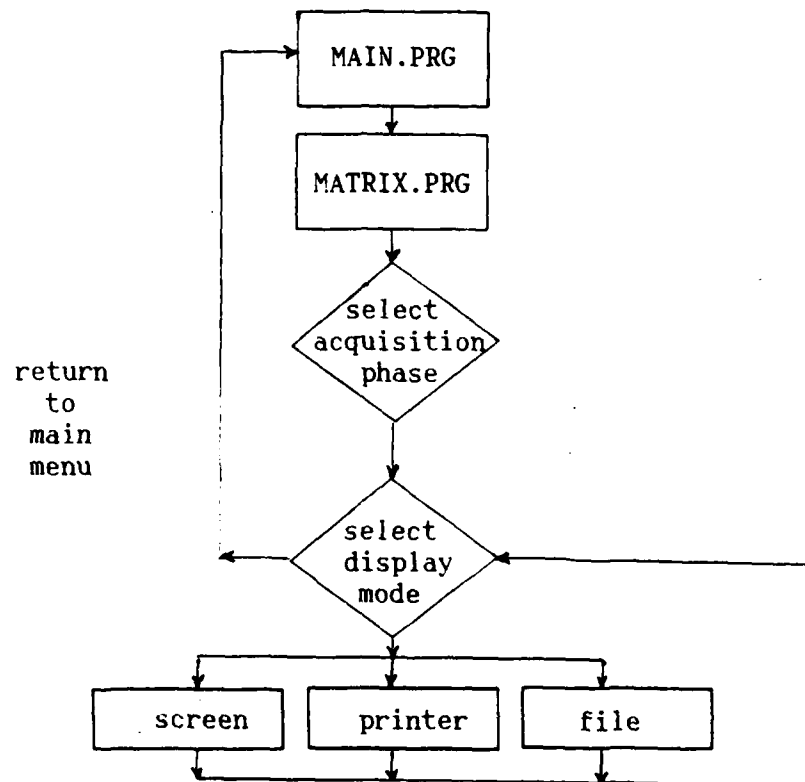 MAIN.PRG
MATRIX.PRG
select
acquisition
phase
return
to
main
menu
select
display
mode
screen
printer
file